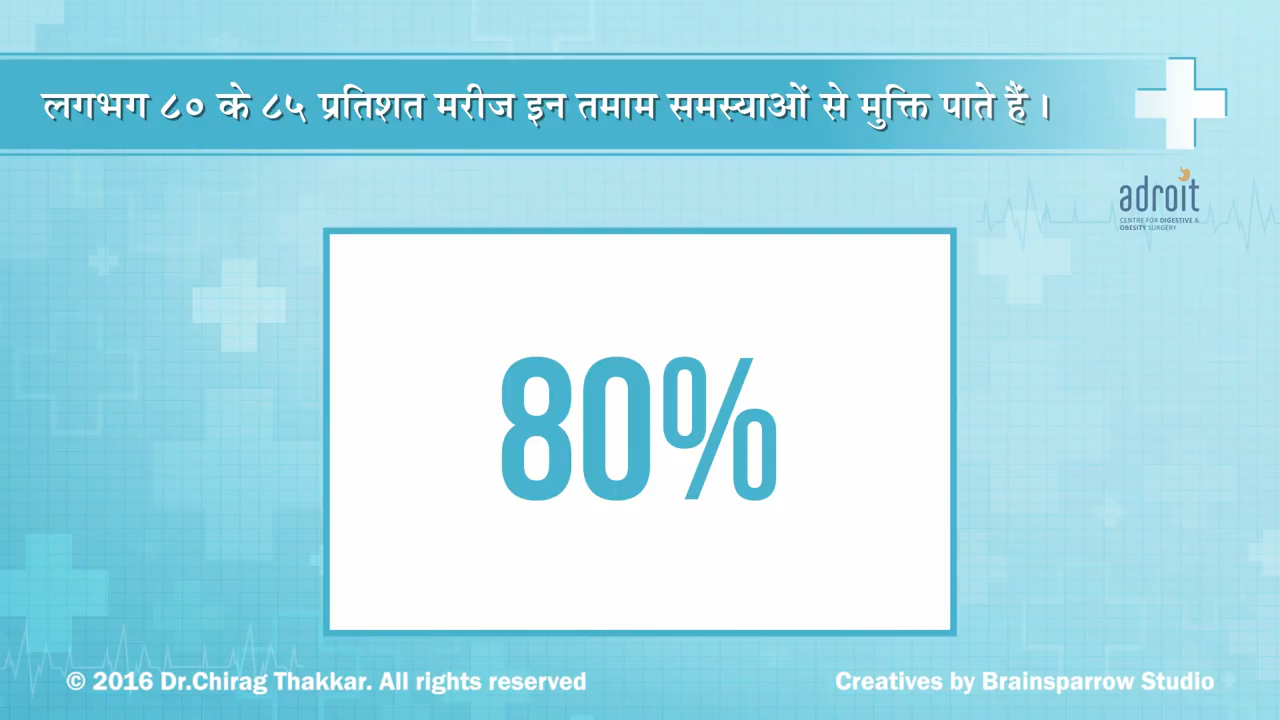 लगभग ८० के ८५ प्रतिशत मरीज इन तमाम समस्याओं से मुक्ति पाते हैं ।
adroit
CENTRE FOR DIGESTIVE &
OBESITY SURGERY
80%
© 2016 Dr.Chirag Thakkar. All rights reserved
Creatives by Brainsparrow Studio